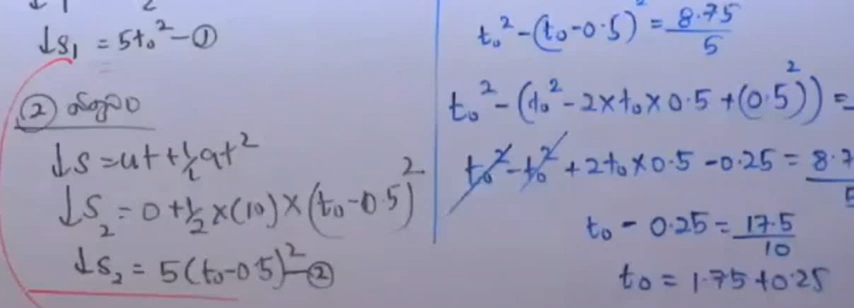 ↓s₁ = 5t₀² – ①
↓s = ut + ½at²
↓s₂ = 0 + ½ × (10) × (t₀ - 0.5)²
↓s₂ = 5(t₀ - 0.5)² – ②
t₀² - (t₀ - 0.5)² = 8.75/5
t₀² - (t₀² - 2 × t₀ × 0.5 + (0.5)²) =
t₀² - t₀² + 2t₀ × 0.5 - 0.25 = 8.7
t₀ - 0.25 = 17.5/10
t₀ = 1.75 + 0.25